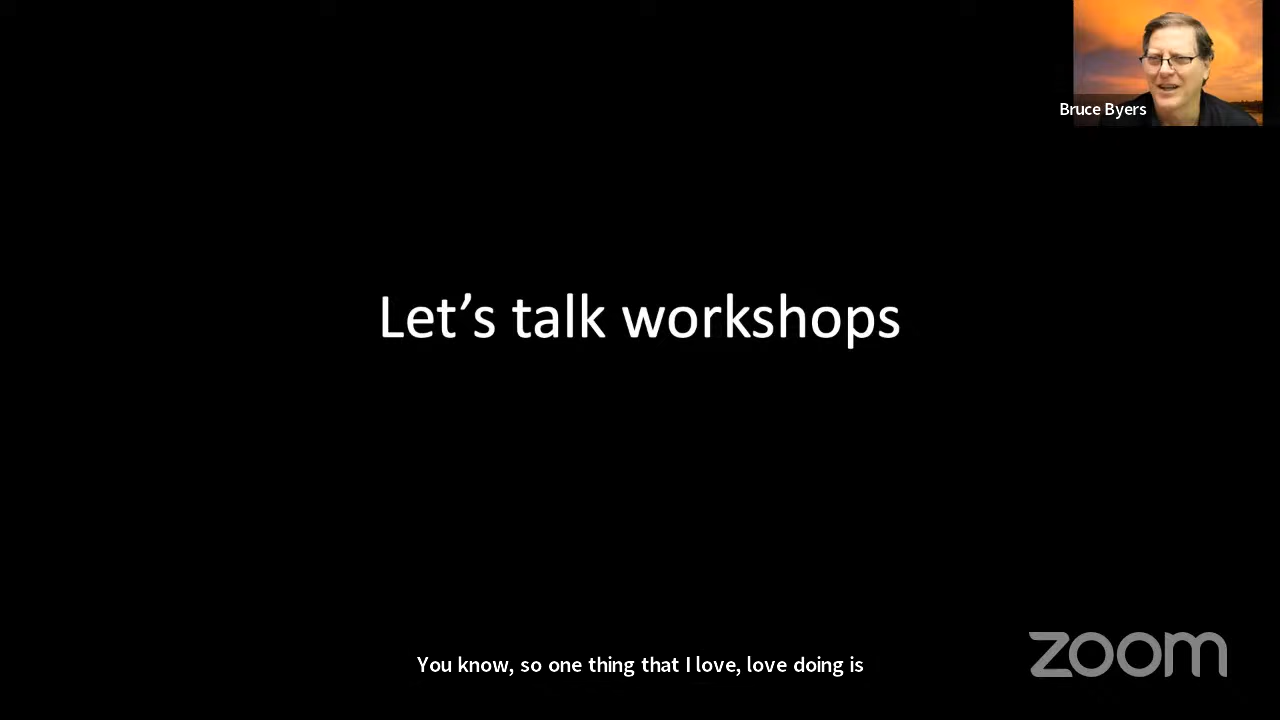 Bruce Byers
Let’s talk workshops
You know, so one thing that I love, love doing is
zoom